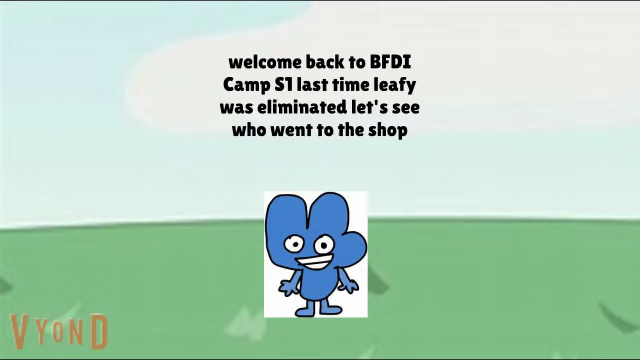 welcome back to BFDI
Camp S1 last time leafy
was eliminated let's see
who went to the shop
VYOND